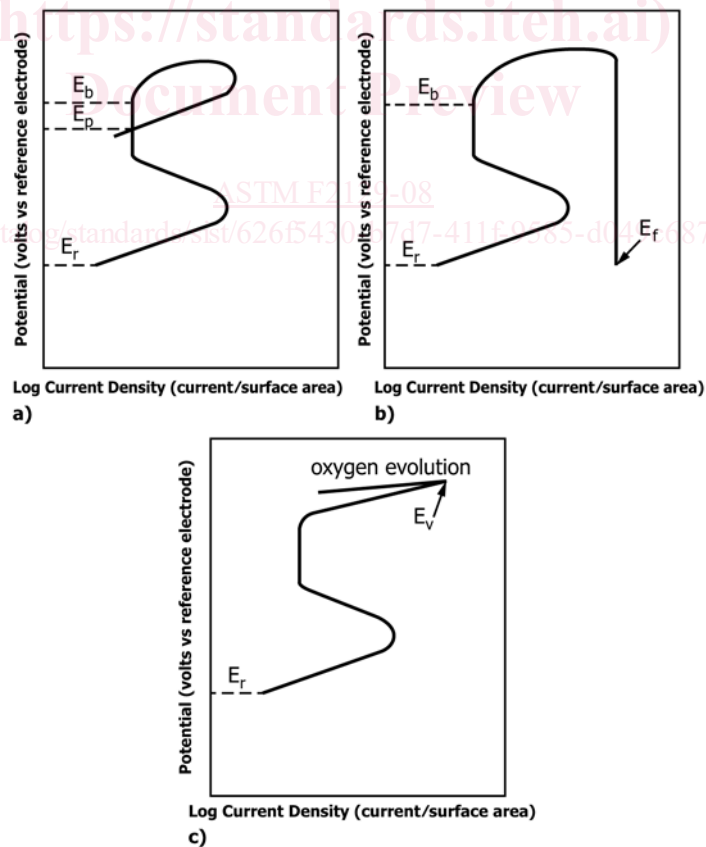 https://standards.iteh.ai)
Document Preview
ASTM F2129-08
Potential (volts vs reference electrode)
E_b
E_p
E_r
Log Current Density (current/surface area)
a)
Potential (volts vs reference electrode)
E_b
E_r
E_f
Log Current Density (current/surface area)
b)
Potential (volts vs reference electrode)
oxygen evolution
E_v
E_r
Log Current Density (current/surface area)
c)